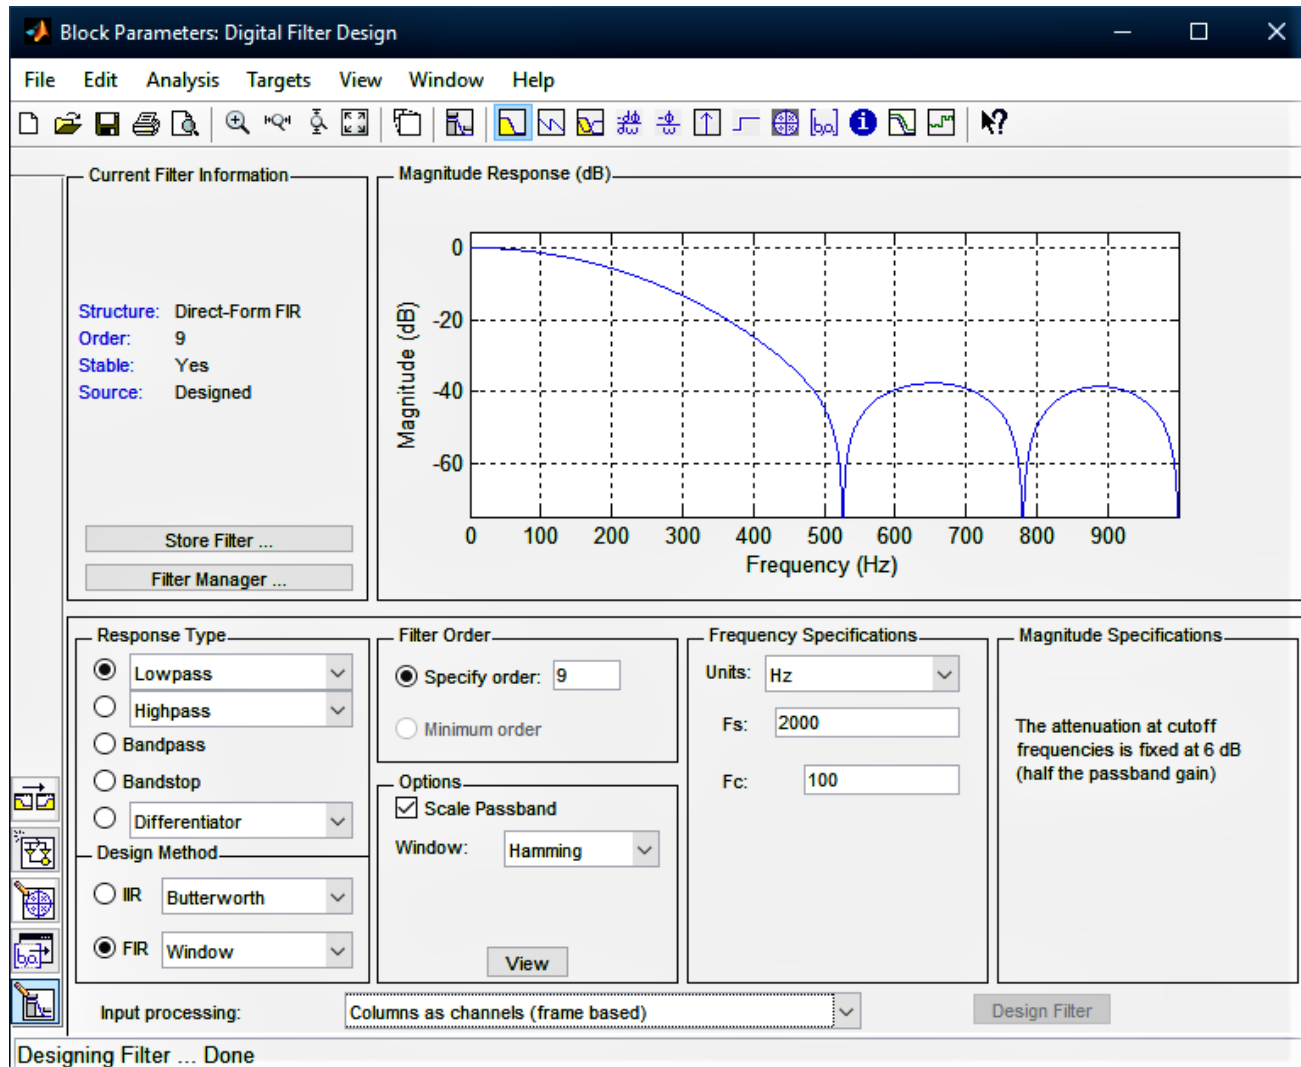 Block Parameters: Digital Filter Design
File Edit Analysis Targets View Window Help
Current Filter Information
Structure: Direct-Form FIR
Order: 9
Stable: Yes
Source: Designed
Store Filter ...
Filter Manager ...
Magnitude Response (dB)
0
-20
-40
-60
Magnitude (dB)
0 100 200 300 400 500 600 700 800 900
Frequency (Hz)
Response Type
Lowpass
Highpass
Bandpass
Bandstop
Differentiator
Design Method
IIR Butterworth
FIR Window
Filter Order
Specify order: 9
Minimum order
Options
Scale Passband
Window: Hamming
View
Frequency Specifications
Units: Hz
Fs: 2000
Fc: 100
Magnitude Specifications
The attenuation at cutoff
frequencies is fixed at 6 dB
(half the passband gain)
Input processing: Columns as channels (frame based)
Design Filter
Designing Filter ... Done